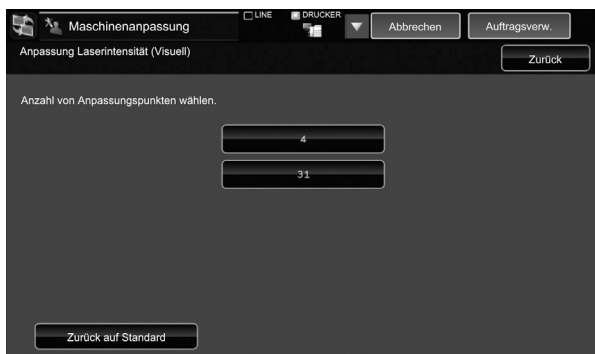 Maschinenanpassung
LINE
DRUCKER
Abbrechen
Auftragsverw.
Anpassung Laserintensität (Visuell)
Zurück
Anzahl von Anpassungspunkten wählen.
4
31
Zurück auf Standard